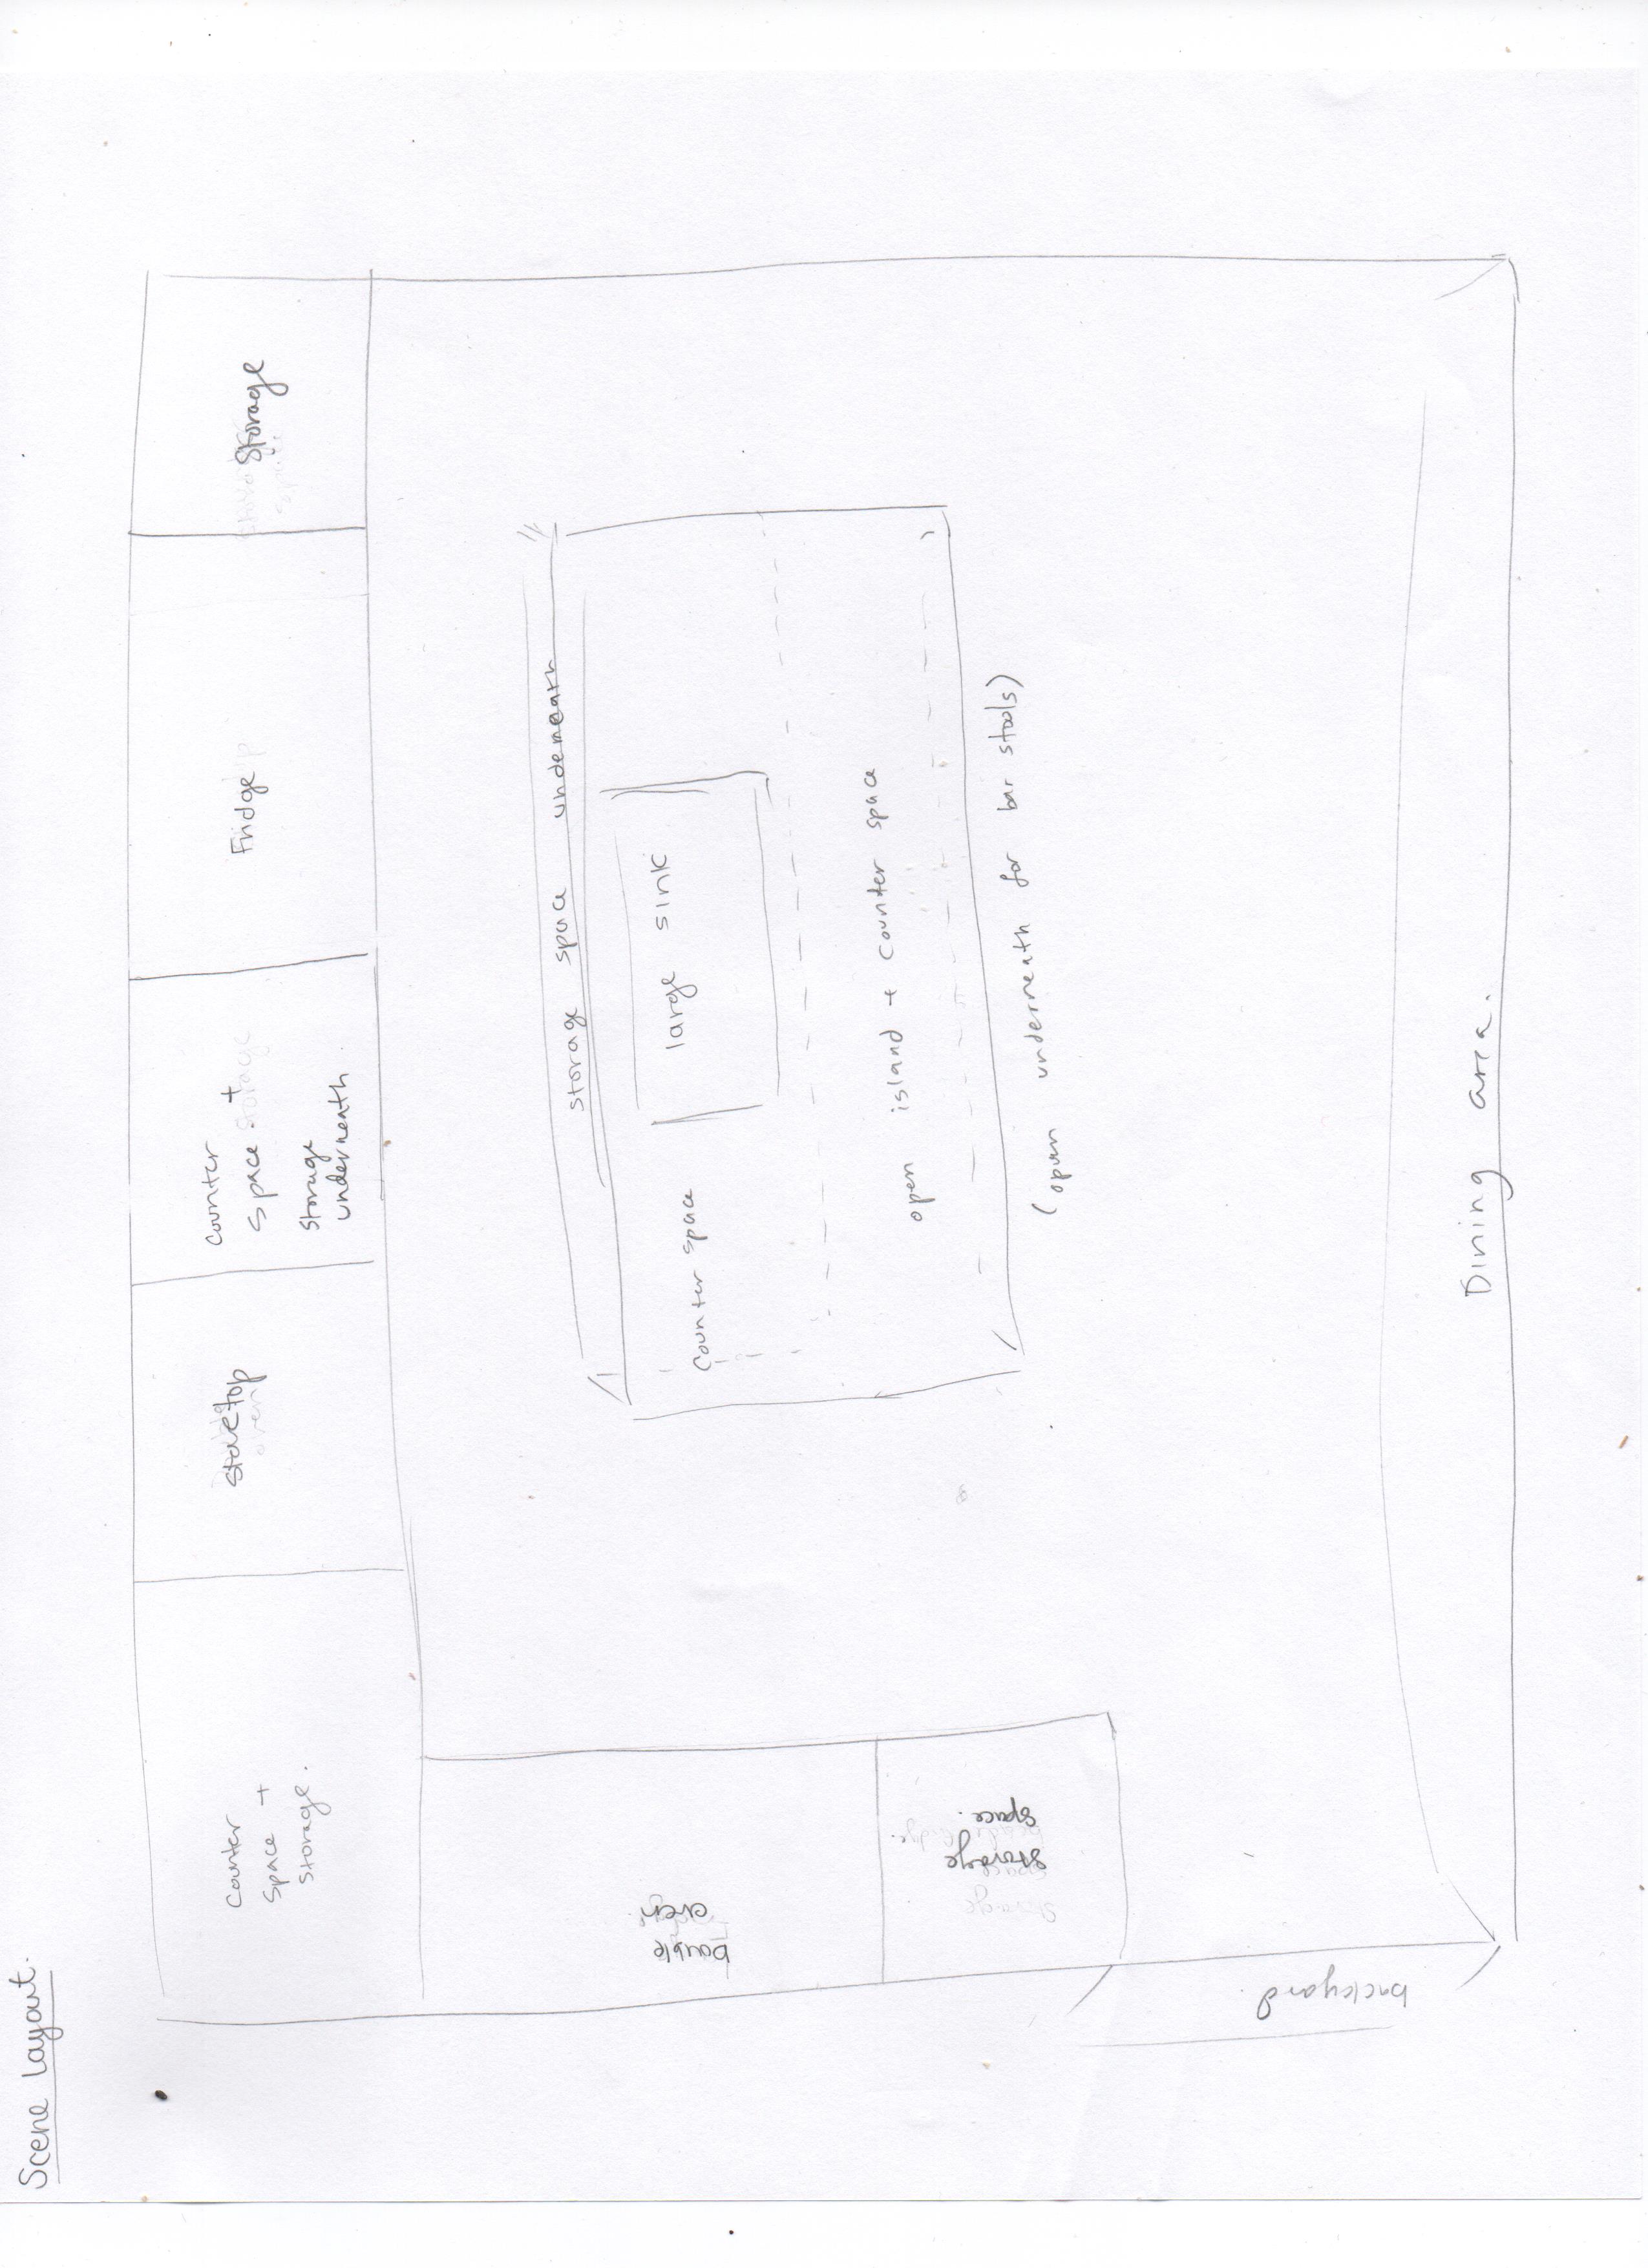 Scene Layout.
Counter
Space +
Storage.
Stovetop
Counter
Space +
Storage
underneath
Fridge
Storage
double
oven
storage space underneath
Counter space
large sink
open island + counter space
(open underneath for bar stools)
storage
space.
backyard.
Dining area.